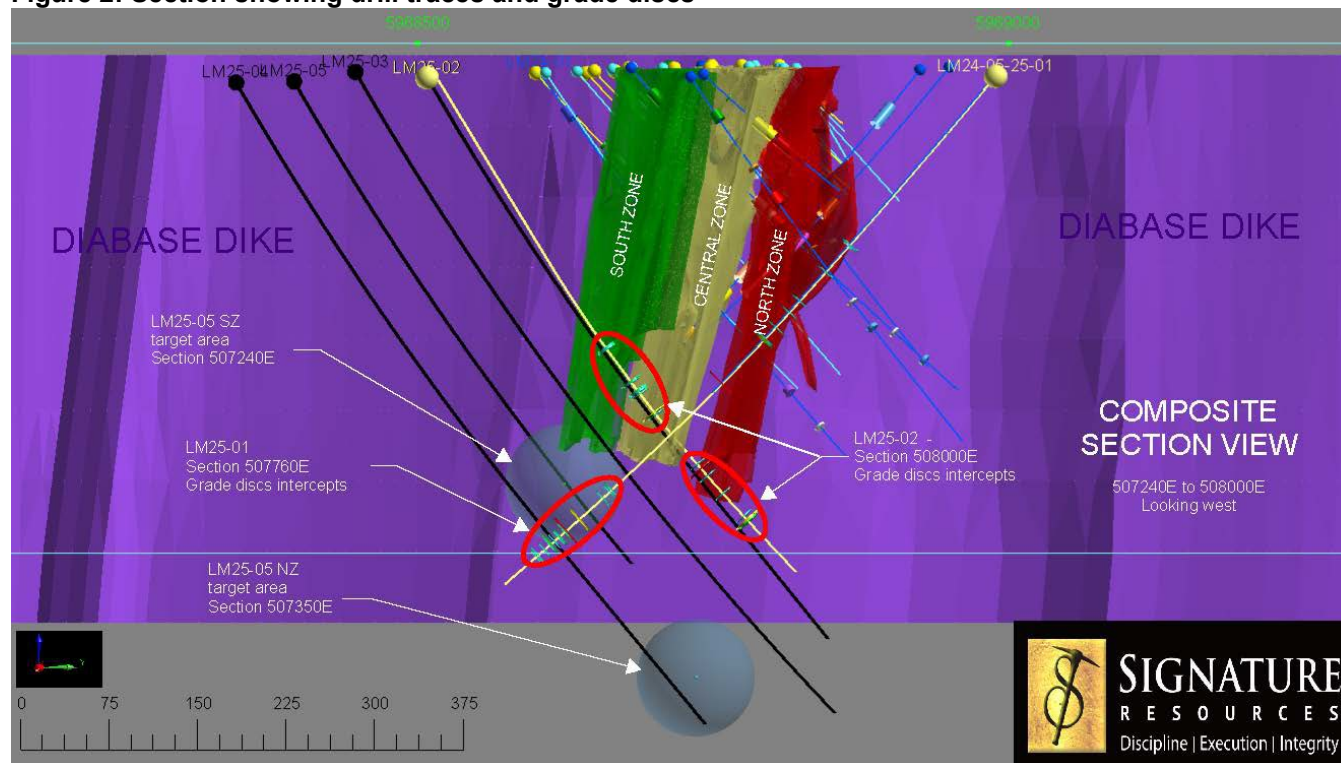 Figure 2. Section showing drill traces and grade discs
5988500
5989000
LM25-04
LM25-05
LM25-03
LM25-02
LM24-05-25-01
DIABASE DIKE
SOUTH ZONE
CENTRAL ZONE
NORTH ZONE
DIABASE DIKE
LM25-05 SZ
target area
Section 507240E
LM25-01
Section 507760E
Grade discs intercepts
LM25-02 -
Section 508000E
Grade discs intercepts
COMPOSITE
SECTION VIEW
507240E to 508000E
Looking west
LM25-05 NZ
target area
Section 507350E
0 75 150 225 300 375
SIGNATURE
RESOURCES
Discipline | Execution | Integrity